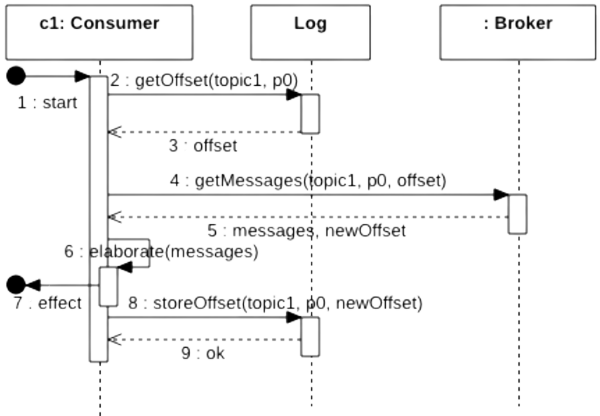 c1: Consumer
Log
: Broker
2 : getOffset(topic1, p0)
1 : start
3 : offset
4 : getMessages(topic1, p0, offset)
5 : messages, newOffset
6 : elaborate(messages)
7 : effect
8 : storeOffset(topic1, p0, newOffset)
9 : ok